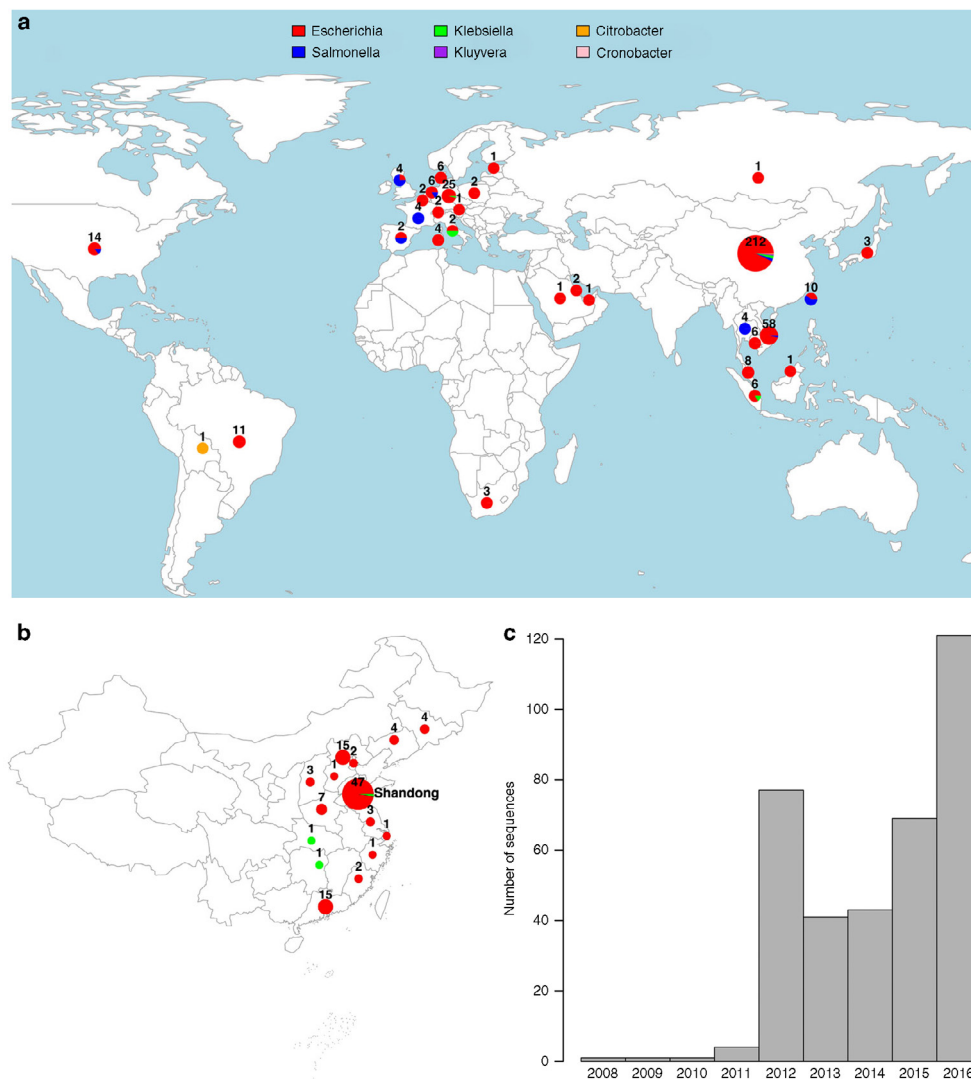 a
Escherichia Klebsiella Citrobacter
Salmonella Kluyvera Cronobacter
4 6 1 1
2 6 25 2
4 2 1 2
14 2 4 212 3
1 2 1 10
4 58
6
8 1
6
1 11
3
b
4 4
15 2
3 1 47 Shandong
7 3
1 1
1 1
2
15
c
Number of sequences
120
100
80
60
40
20
0
2008 2009 2010 2011 2012 2013 2014 2015 2016